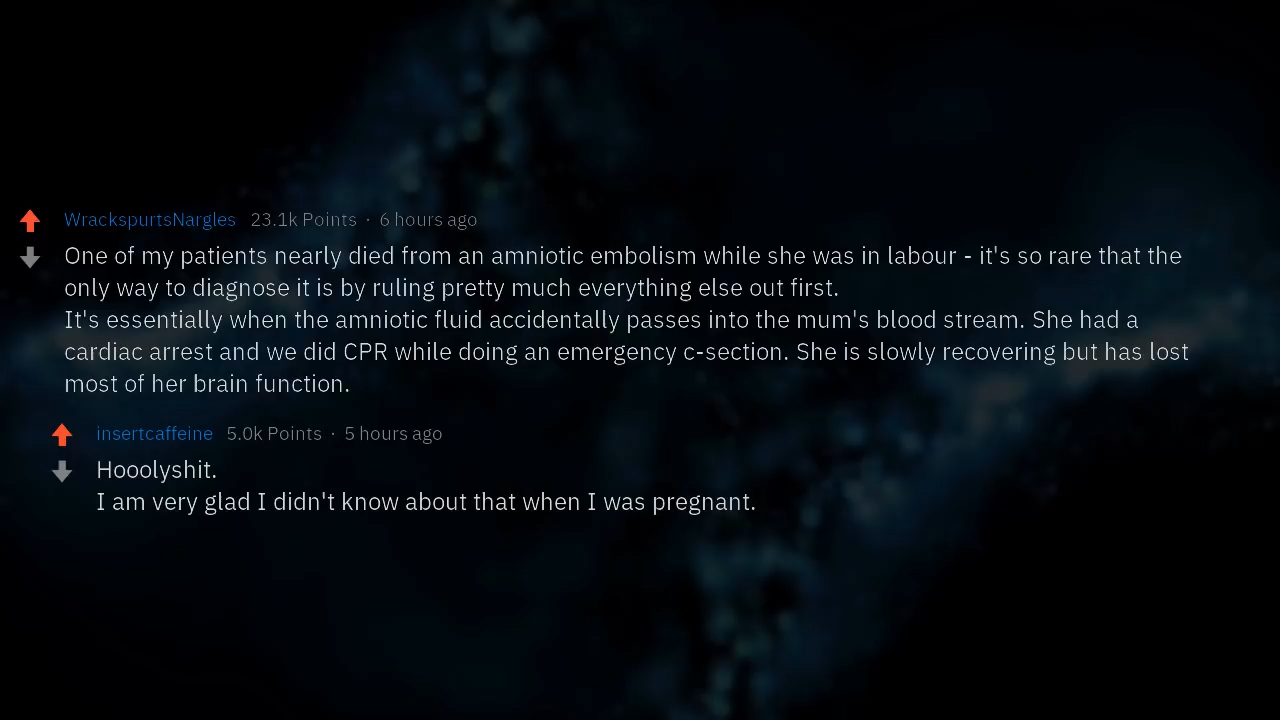 WrackspurtsNargles 23.1k Points · 6 hours ago
One of my patients nearly died from an amniotic embolism while she was in labour - it's so rare that the
only way to diagnose it is by ruling pretty much everything else out first.
It's essentially when the amniotic fluid accidentally passes into the mum's blood stream. She had a
cardiac arrest and we did CPR while doing an emergency c-section. She is slowly recovering but has lost
most of her brain function.
insertcaffeine 5.0k Points · 5 hours ago
Hooolyshit.
I am very glad I didn't know about that when I was pregnant.